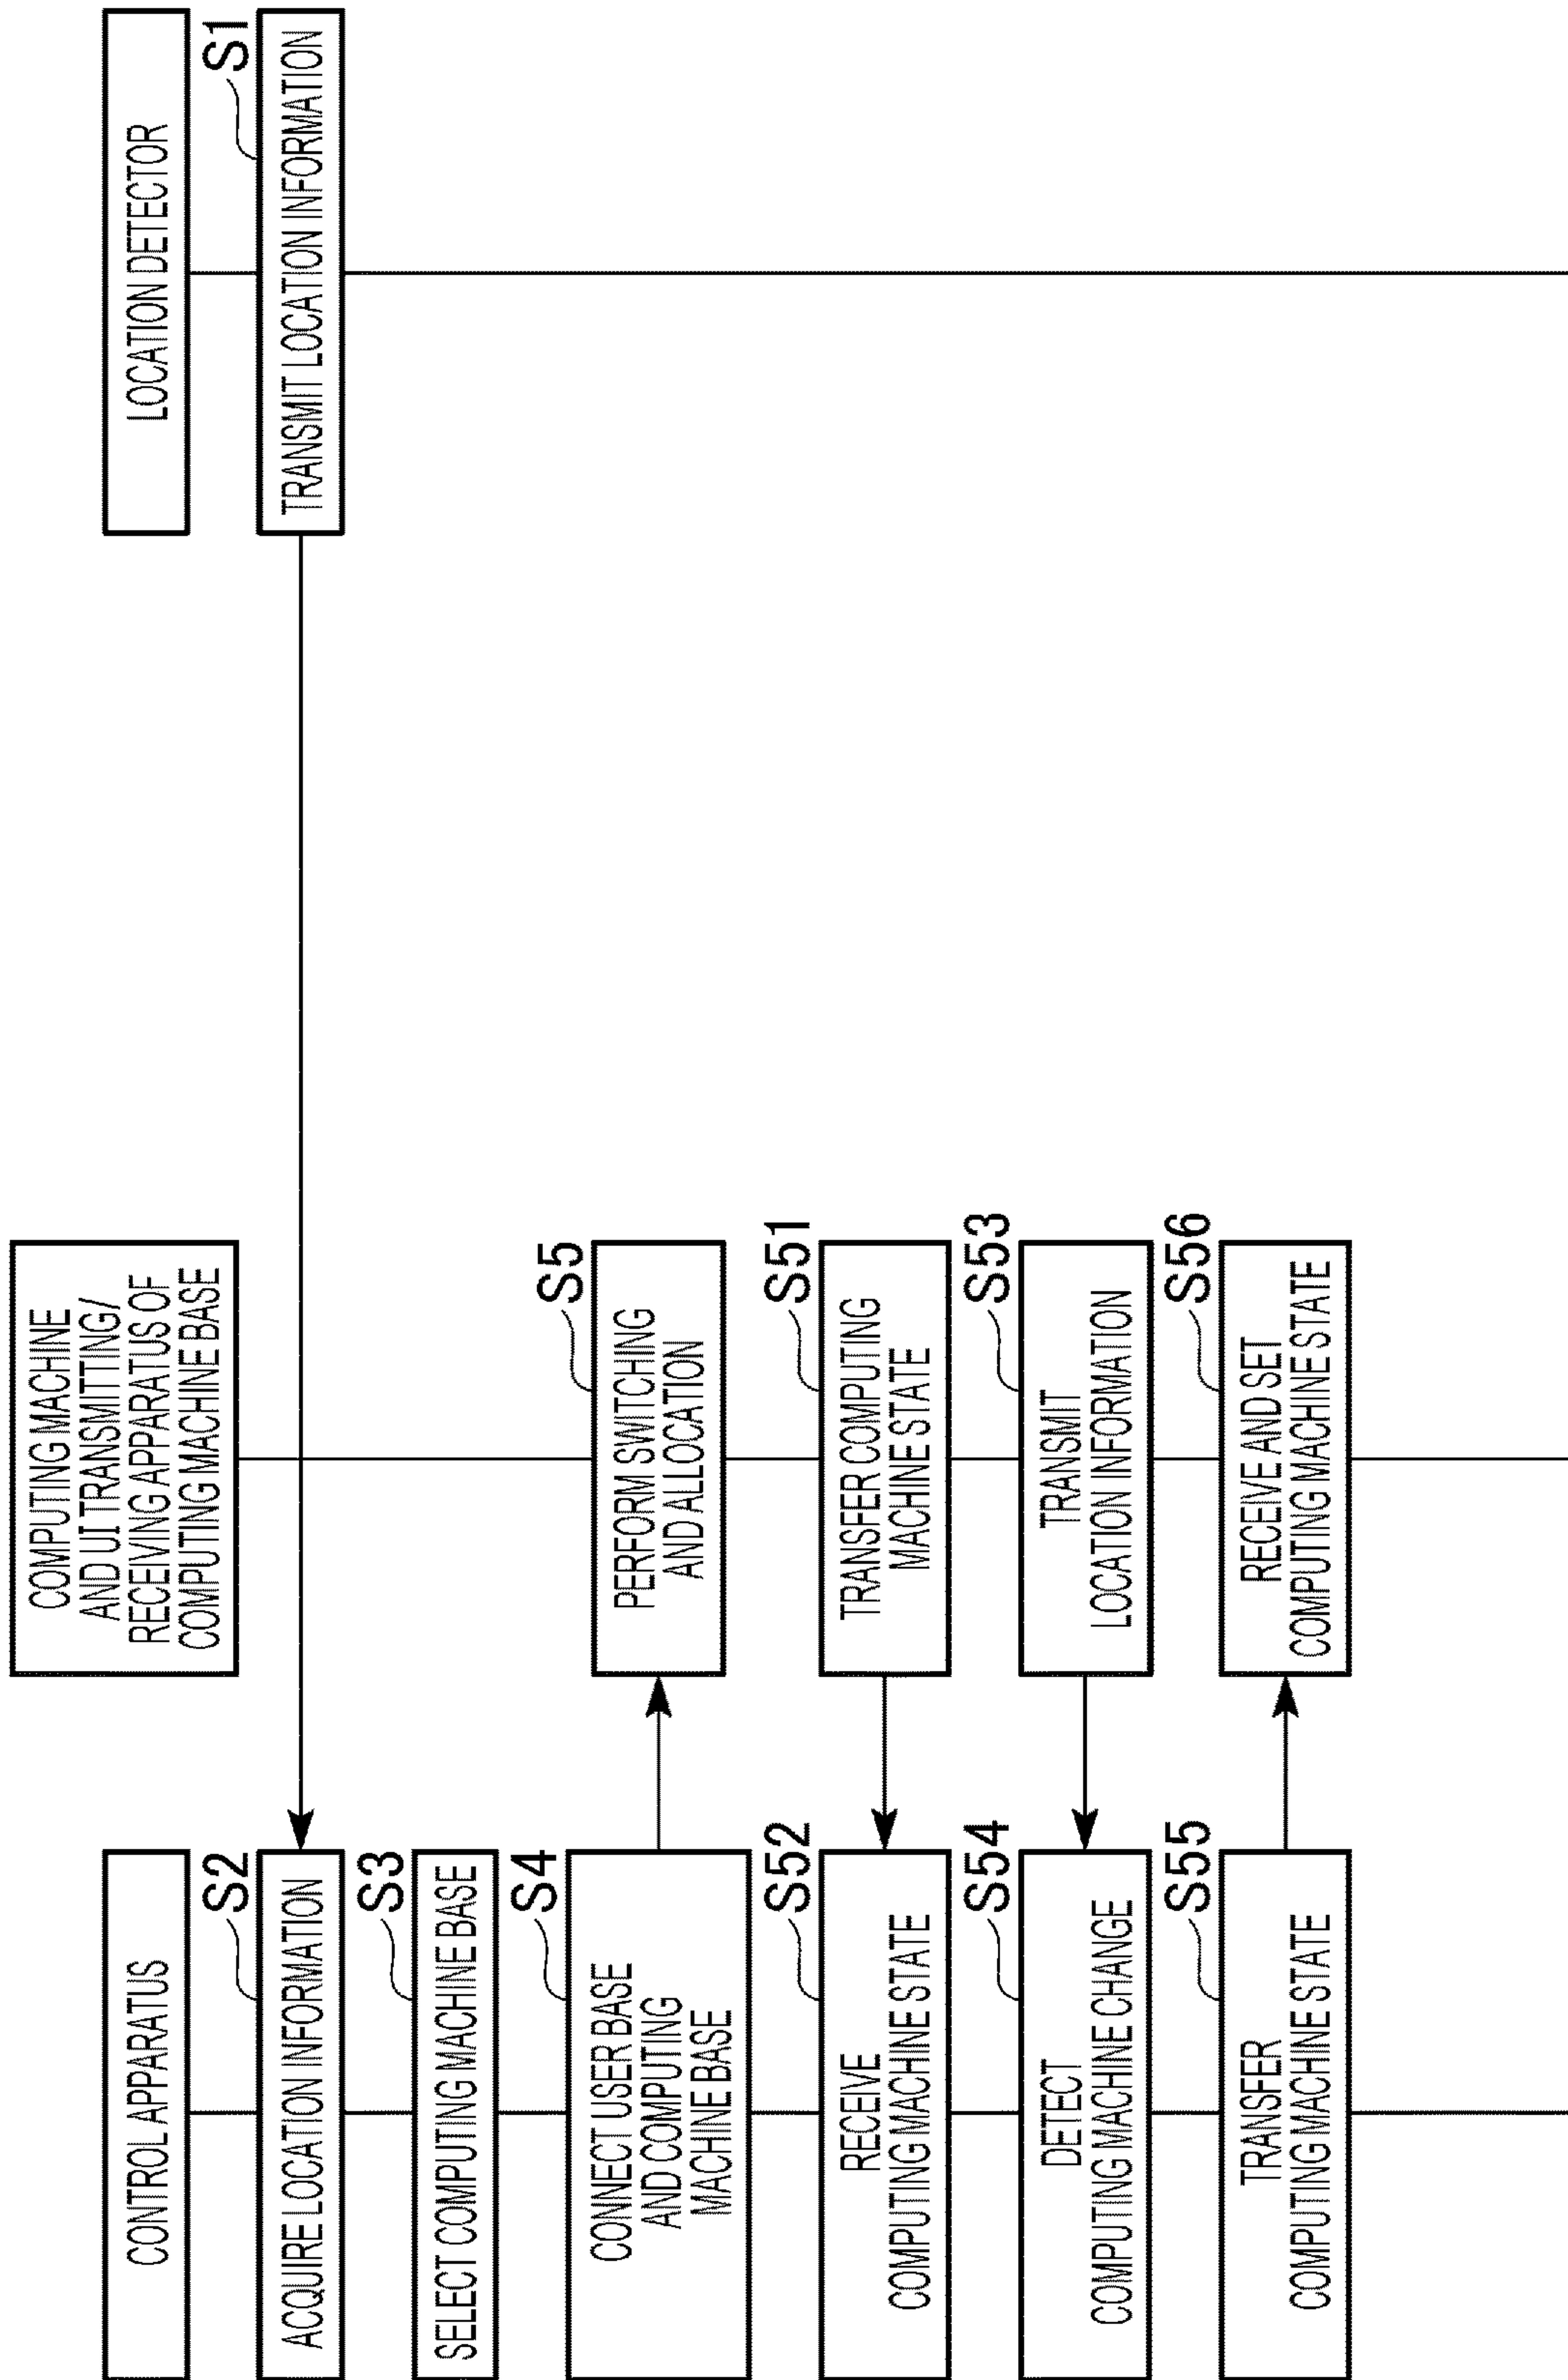 CONTROL APPARATUS
COMPUTING MACHINE
AND UI TRANSMITTING/
RECEIVING APPARATUS OF
COMPUTING MACHINE BASE
LOCATION DETECTOR
S1
TRANSMIT LOCATION INFORMATION
S2
ACQUIRE LOCATION INFORMATION
S3
SELECT COMPUTING MACHINE BASE
S4
CONNECT USER BASE
AND COMPUTING
MACHINE BASE
S5
PERFORM SWITCHING
AND ALLOCATION
S51
TRANSFER COMPUTING
MACHINE STATE
S52
RECEIVE
COMPUTING MACHINE STATE
S53
TRANSMIT
LOCATION INFORMATION
S54
DETECT
COMPUTING MACHINE CHANGE
S55
TRANSFER
COMPUTING MACHINE STATE
S56
RECEIVE AND SET
COMPUTING MACHINE STATE